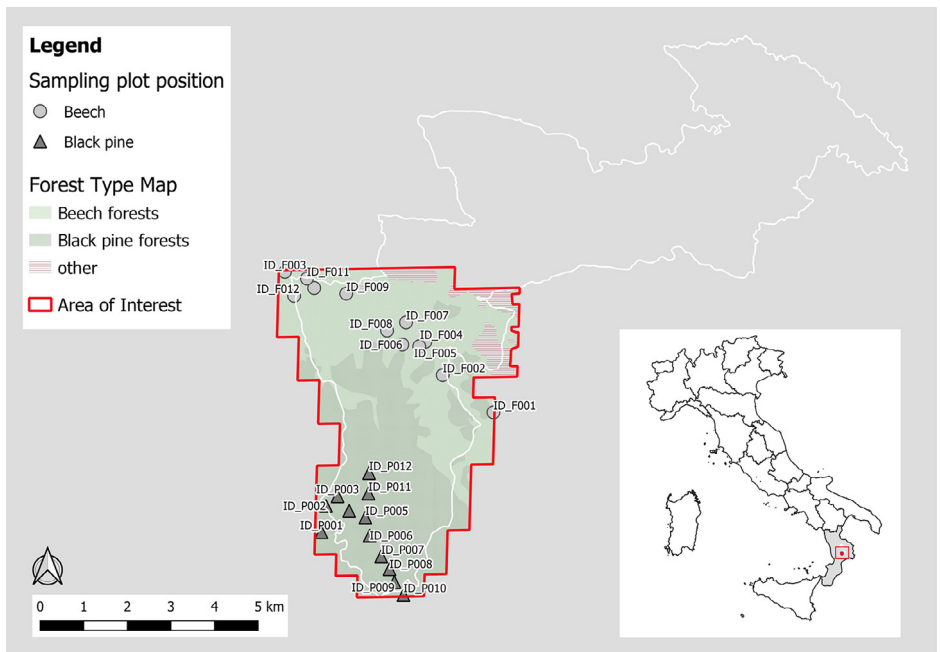 Legend
Sampling plot position
Beech
Black pine
Forest Type Map
Beech forests
Black pine forests
other
Area of Interest
ID_F003
ID_F011
ID_F012
ID_F009
ID_F007
ID_F008
ID_F004
ID_F006
ID_F005
ID_F002
ID_F001
ID_P012
ID_P011
ID_P003
ID_P002
ID_P005
ID_P001
ID_P006
ID_P007
ID_P008
ID_P009
ID_P010
0 1 2 3 4 5 km